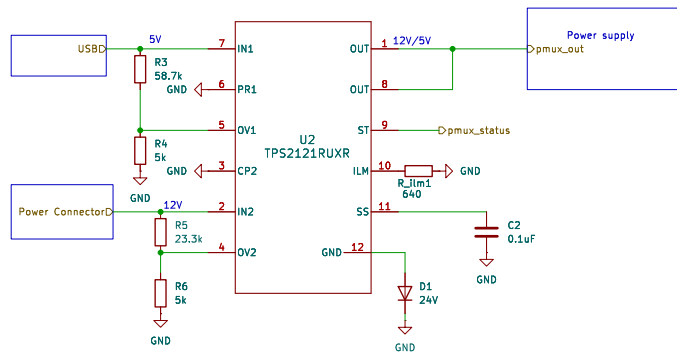 USB
5V
R3
58.7k
R4
5k
GND
7
IN1
GND
6
PR1
5
OV1
GND
3
CP2
Power Connector
12V
2
IN2
R5
23.3k
4
OV2
R6
5k
GND
U2
TPS2121RUXR
OUT
1
12V/5V
OUT
8
Power supply
pmux_out
ST
9
pmux_status
ILM
10
R_ilm1
640
GND
SS
11
C2
0.1uF
GND
GND
12
D1
24V
GND